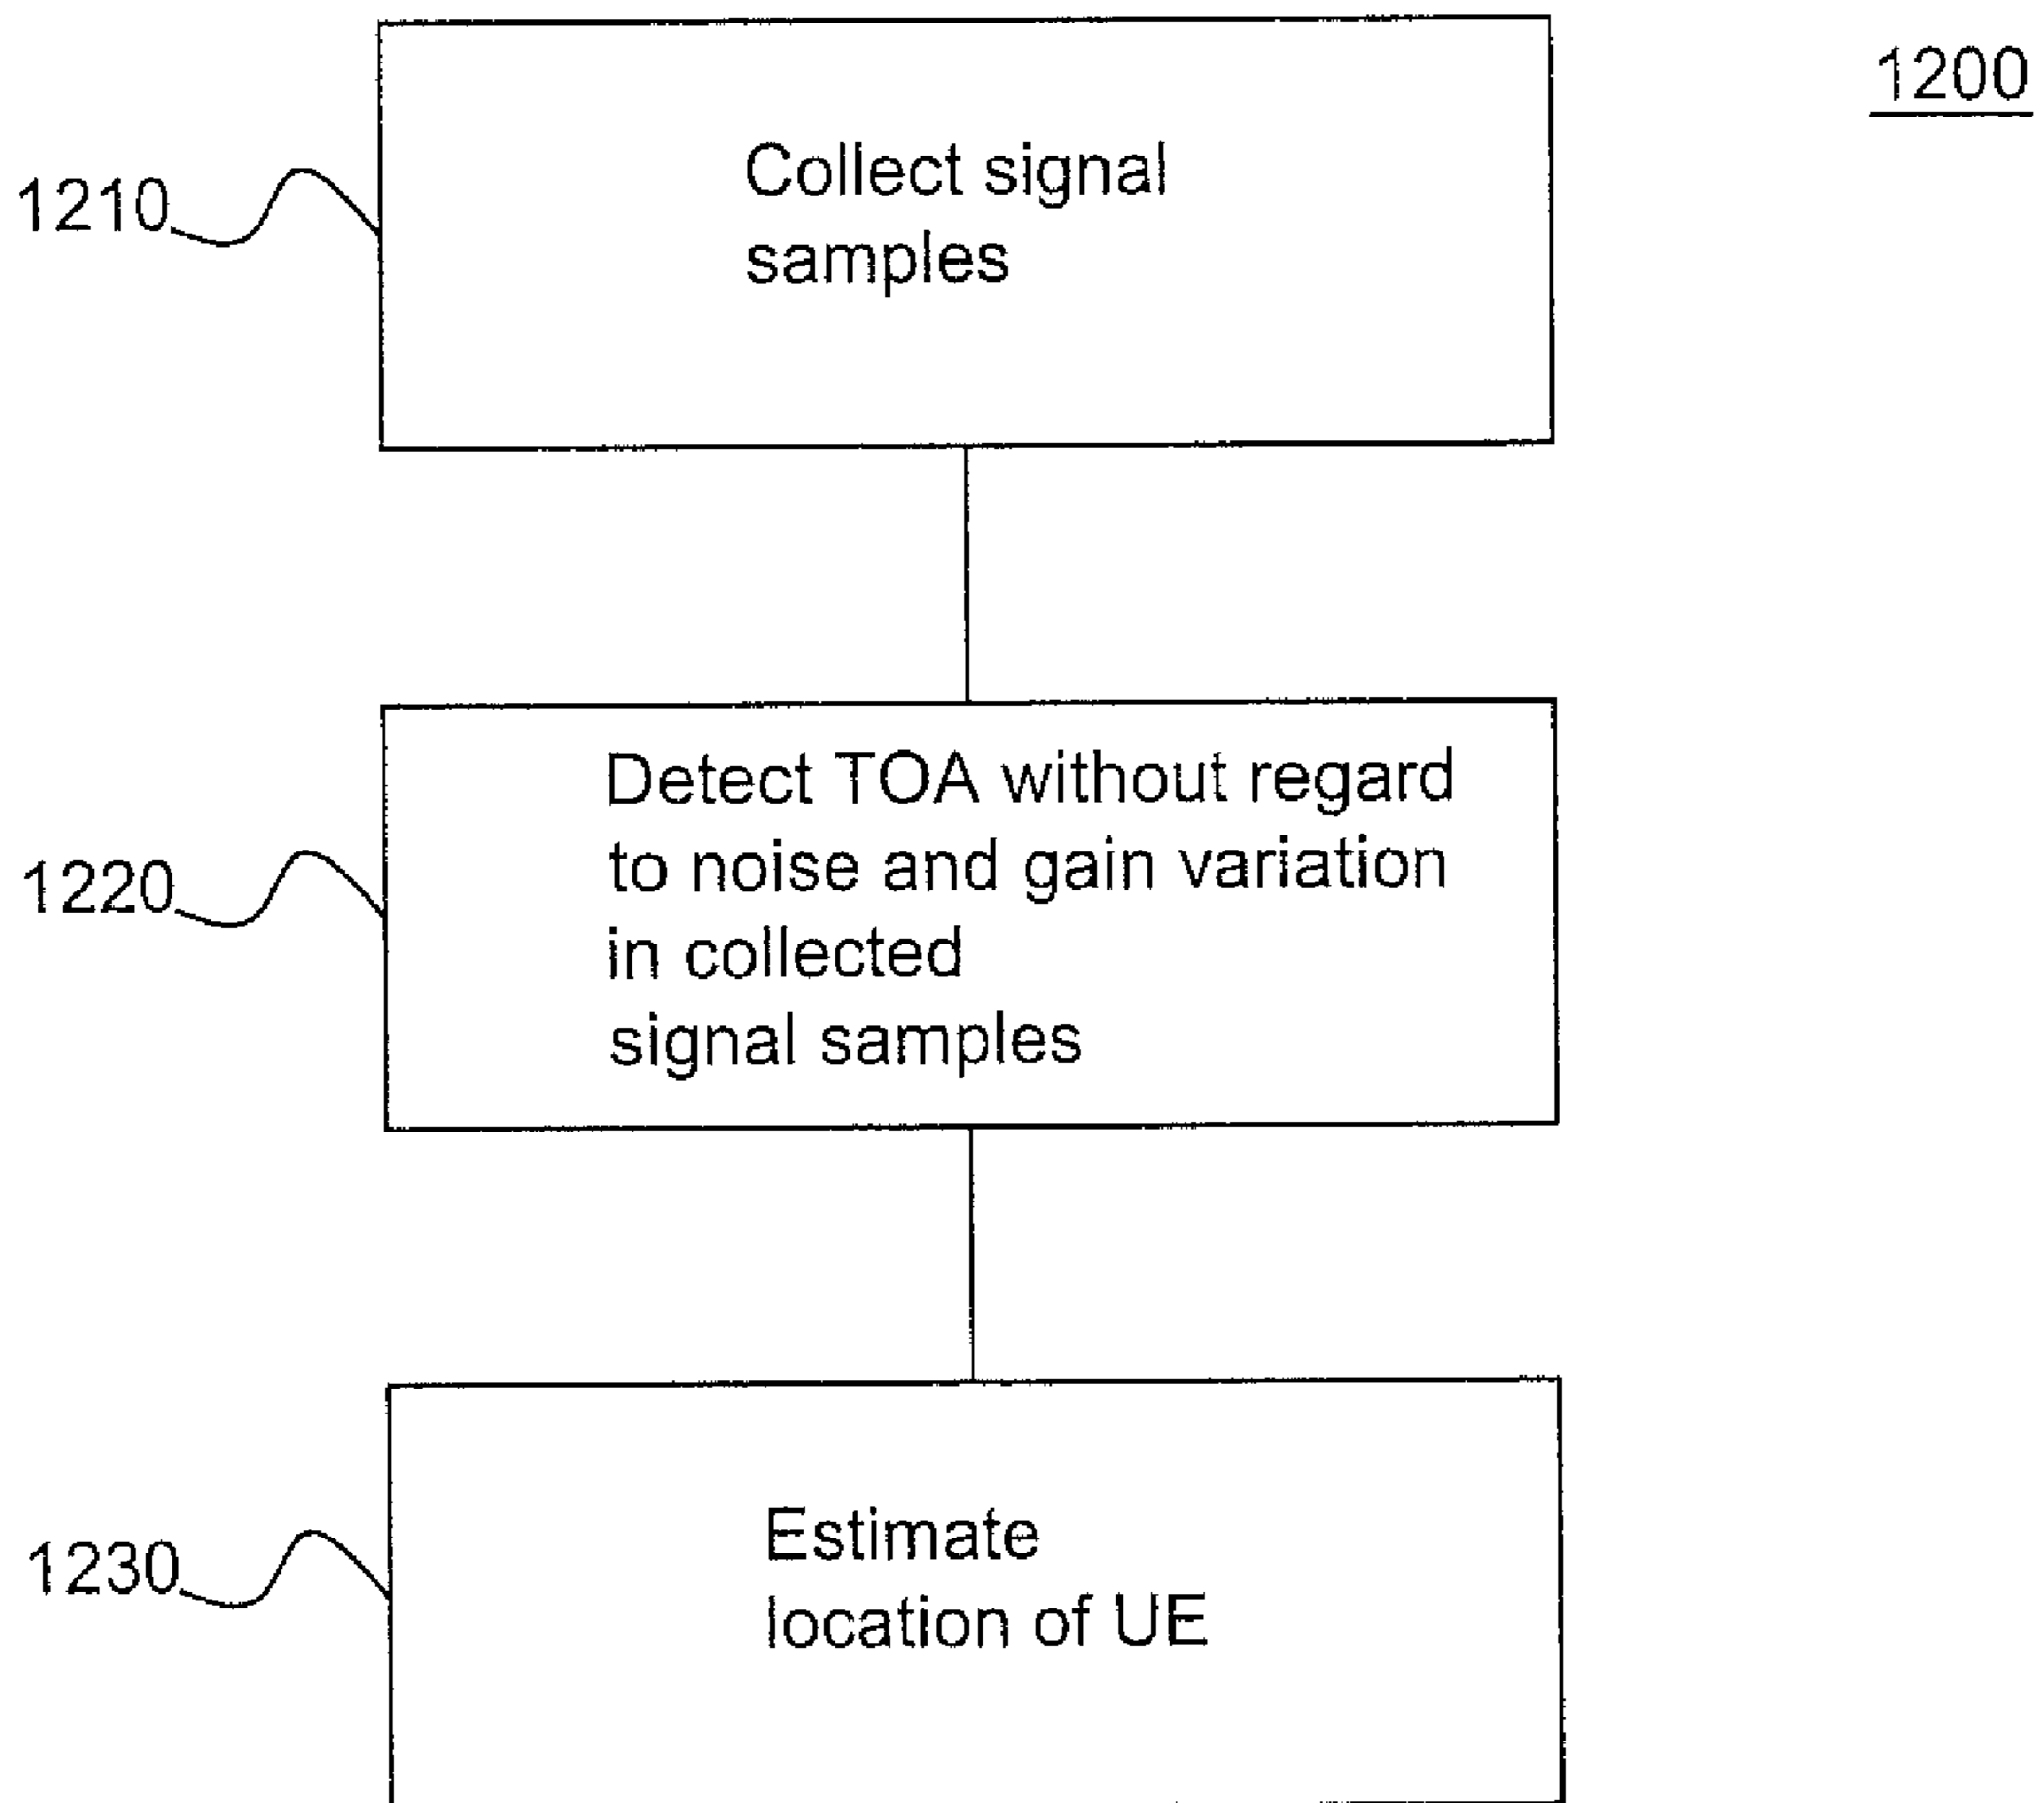 1200
1210
Collect signal
samples
1220
Detect TOA without regard
to noise and gain variation
in collected
signal samples
1230
Estimate
location of UE